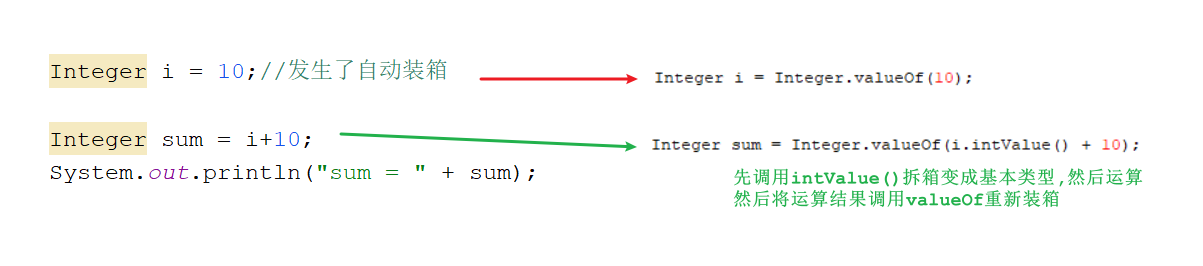 Integer i = 10;//发生了自动装箱
Integer i = Integer.valueOf(10);
Integer sum = i+10;
Integer sum = Integer.valueOf(i.intValue() + 10);
System.out.println("sum = " + sum);
先调用intValue()拆箱变成基本类型,然后运算
然后将运算结果调用valueOf重新装箱